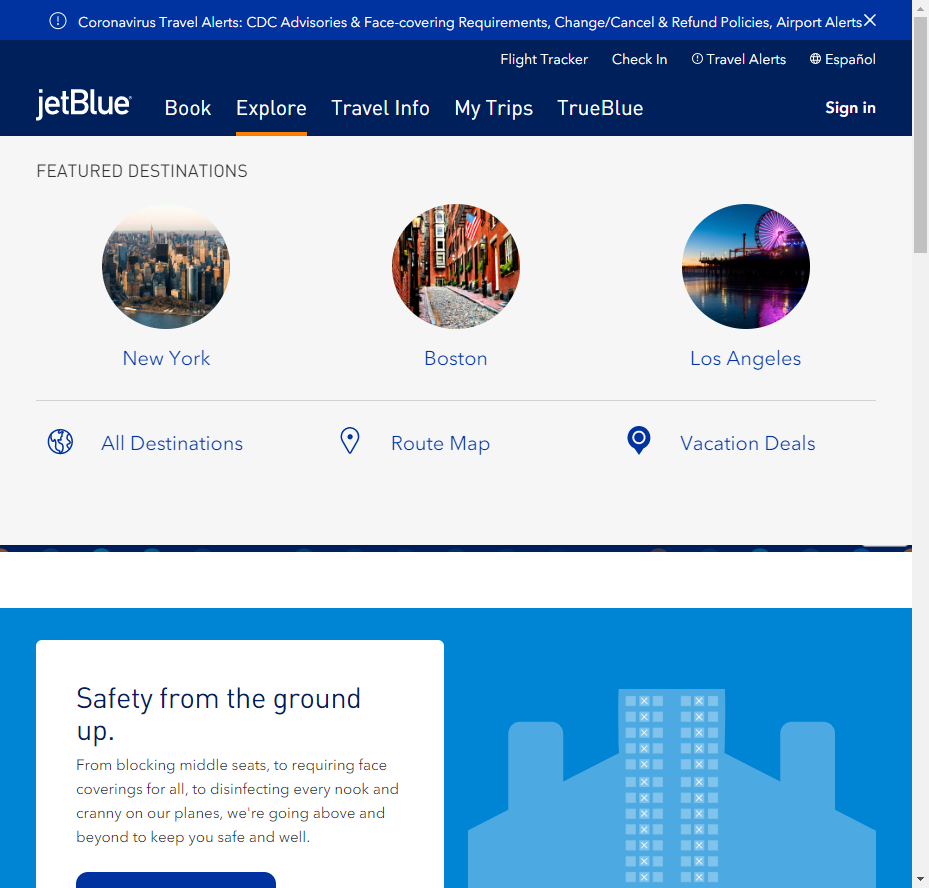 Coronavirus Travel Alerts: CDC Advisories & Face-covering Requirements, Change/Cancel & Refund Policies, Airport Alerts
Flight Tracker Check In Travel Alerts Español
jetBlue Book Explore Travel Info My Trips TrueBlue Sign in
FEATURED DESTINATIONS
New York Boston Los Angeles
All Destinations Route Map Vacation Deals
Safety from the ground
up.
From blocking middle seats, to requiring face
coverings for all, to disinfecting every nook and
cranny on our planes, we're going above and
beyond to keep you safe and well.